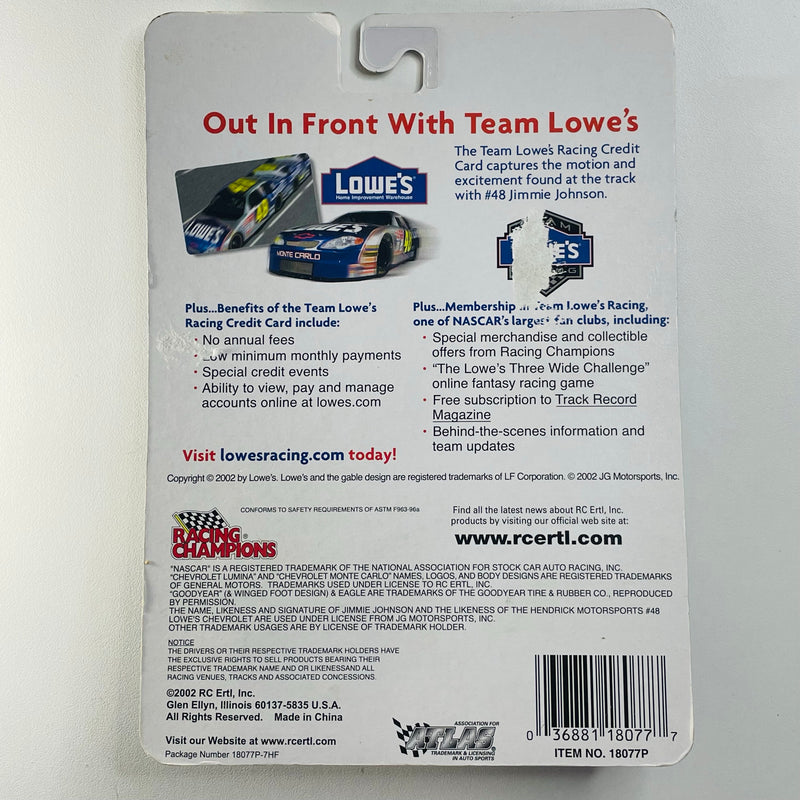 Out In Front With Team Lowe's
LOWE'S
Home Improvement Warehouse
The Team Lowe's Racing Credit
Card captures the motion and
excitement found at the track
with #48 Jimmie Johnson.
LOWE'S
48
MONTE CARLO
Plus...Benefits of the Team Lowe's
Racing Credit Card include:
• No annual fees
• Low minimum monthly payments
• Special credit events
• Ability to view, pay and manage
accounts online at lowes.com
Plus...Membership in Team Lowe's Racing,
one of NASCAR's largest fan clubs, including:
• Special merchandise and collectible
offers from Racing Champions
• "The Lowe's Three Wide Challenge"
online fantasy racing game
• Free subscription to Track Record
Magazine
• Behind-the-scenes information and
team updates
Visit lowesracing.com today!
Copyright © 2002 by Lowe's. Lowe's and the gable design are registered trademarks of LF Corporation. © 2002 JG Motorsports, Inc.
CONFORMS TO SAFETY REQUIREMENTS OF ASTM F963-96a
RACING
CHAMPIONS®
Find all the latest news about RC Ertl, Inc.
products by visiting our official web site at:
www.rcertl.com
"NASCAR" IS A REGISTERED TRADEMARK OF THE NATIONAL ASSOCIATION FOR STOCK CAR AUTO RACING, INC.
"CHEVROLET LUMINA" AND "CHEVROLET MONTE CARLO" NAMES, LOGOS, AND BODY DESIGNS ARE REGISTERED TRADEMARKS
OF GENERAL MOTORS. TRADEMARKS USED UNDER LICENSE TO RC ERTL, INC.
"GOODYEAR" (& WINGED FOOT DESIGN) & EAGLE ARE TRADEMARKS OF THE GOODYEAR TIRE & RUBBER CO., REPRODUCED
BY PERMISSION.
THE NAME, LIKENESS AND SIGNATURE OF JIMMIE JOHNSON AND THE LIKENESS OF THE HENDRICK MOTORSPORTS #48
LOWE'S CHEVROLET ARE USED UNDER LICENSE FROM JG MOTORSPORTS, INC.
OTHER TRADEMARK USAGES ARE BY LICENSE OF TRADEMARK HOLDER.
NOTICE
THE DRIVERS OR THEIR RESPECTIVE TRADEMARK HOLDERS HAVE
THE EXCLUSIVE RIGHTS TO SELL PRODUCTS BEARING THEIR
RESPECTIVE TRADEMARK NAME AND OR LIKENESSAND ALL
RACING VENUES, TRACKS AND ASSOCIATED CONCESSIONS.
©2002 RC Ertl, Inc.
Glen Ellyn, Illinois 60137-5835 U.S.A.
All Rights Reserved. Made in China
Visit our Website at www.rcertl.com
Package Number 18077P-7HF
ASSOCIATION FOR
ATLAS
TRADEMARK & LICENSING
IN AUTO SPORTS
0 36881 18077 7
ITEM NO. 18077P